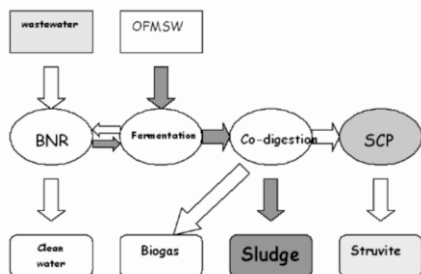 wastewater
OFMSW
BNR
Fermentation
Co-digestion
SCP
Clean
water
Biogas
Sludge
Struvite